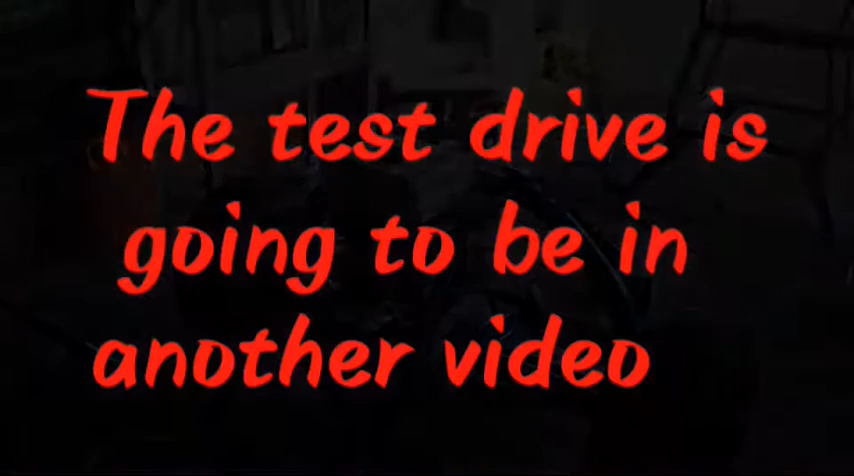 The test drive is
going to be in
another video